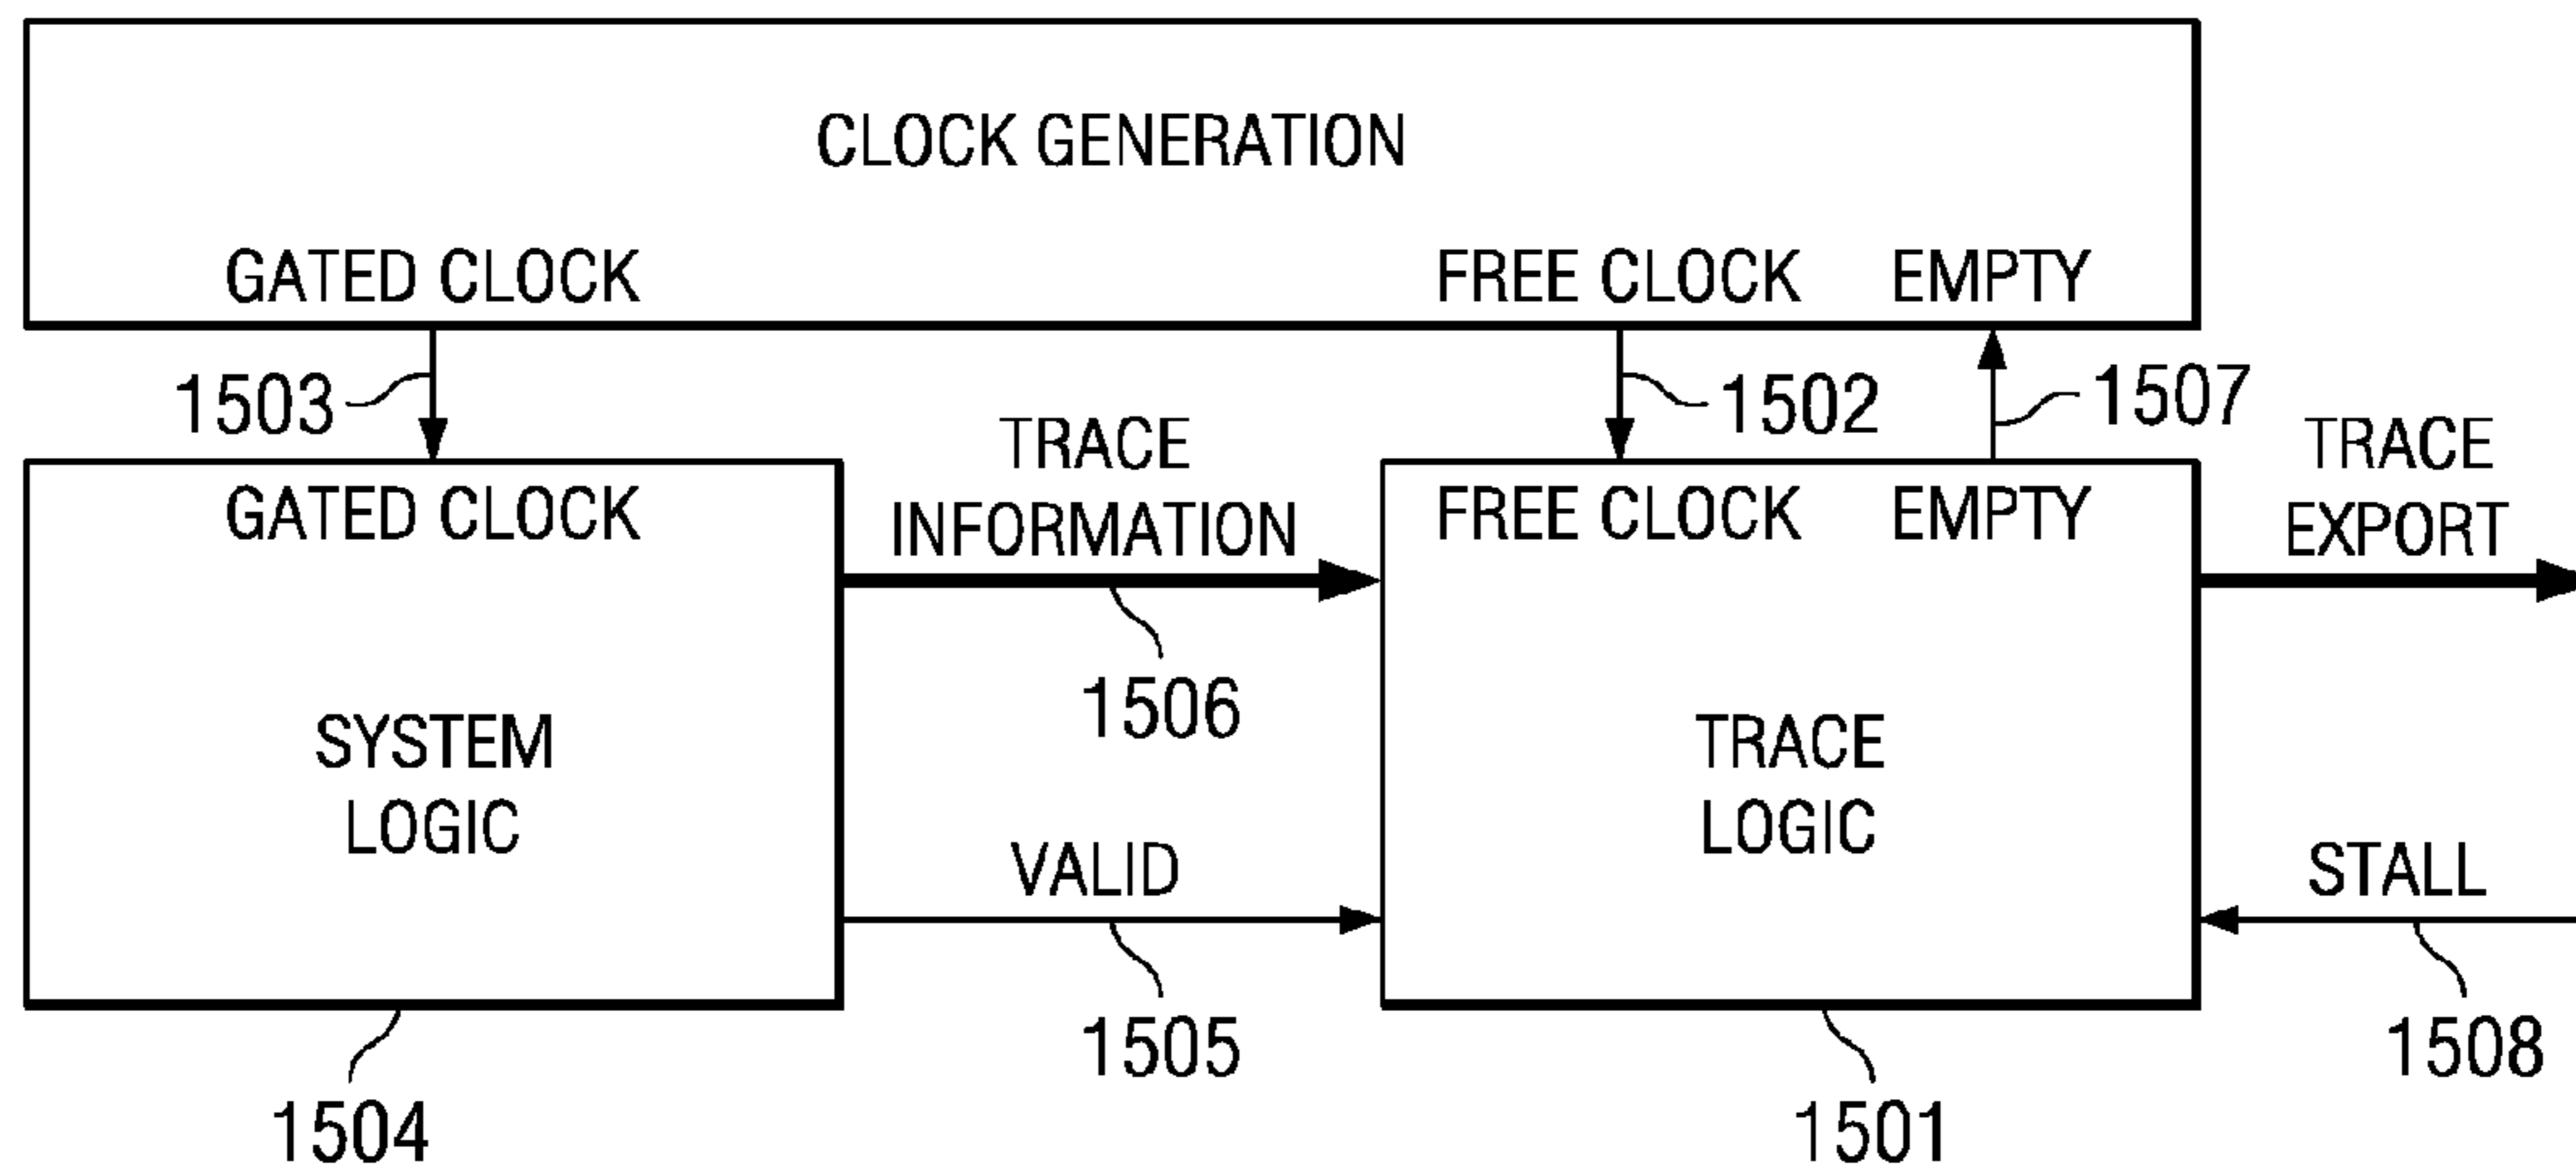 CLOCK GENERATION
GATED CLOCK
FREE CLOCK
EMPTY
1503
1502
1507
TRACE
INFORMATION
TRACE
EXPORT
GATED CLOCK
FREE CLOCK
EMPTY
1506
SYSTEM
LOGIC
TRACE
LOGIC
VALID
STALL
1505
1508
1504
1501